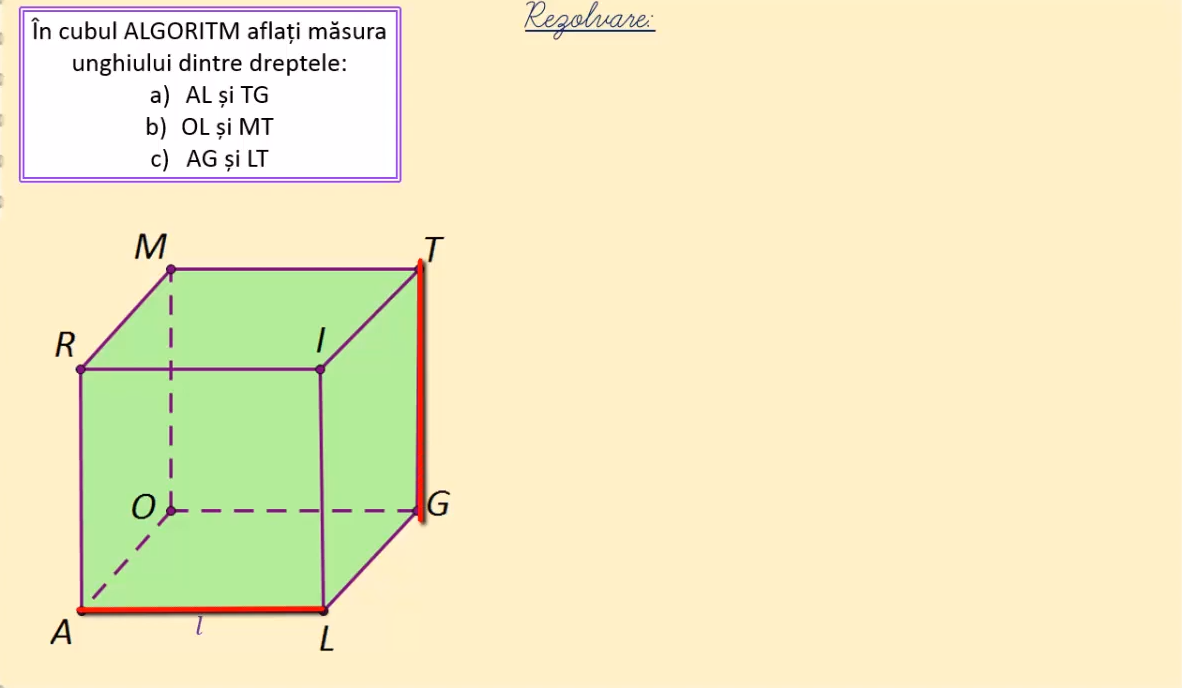 În cubul ALGORITM aflați măsura
unghiului dintre dreptele:
a) AL și TG
b) OL și MT
c) AG și LT
Rezolvare:
M
T
R
I
O
G
A
l
L